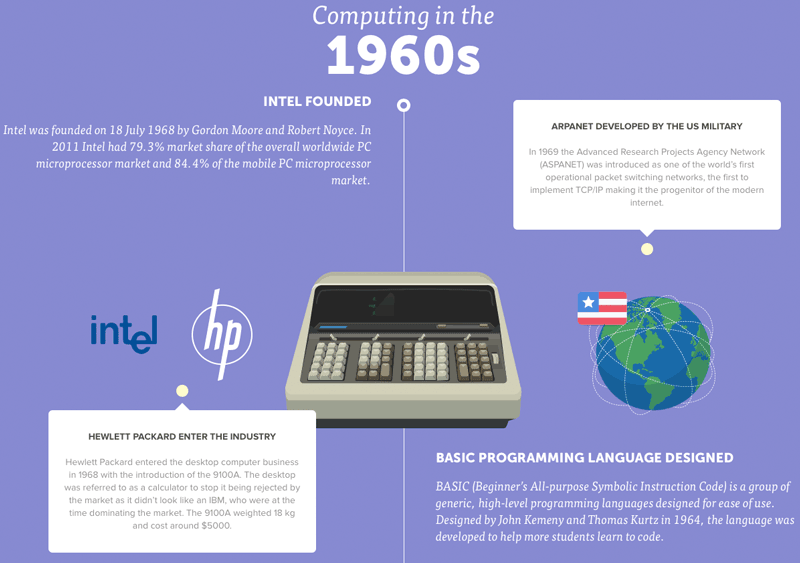 Computing in the
1960s
INTEL FOUNDED
Intel was founded on 18 July 1968 by Gordon Moore and Robert Noyce. In
2011 Intel had 79.3% market share of the overall worldwide PC
microprocessor market and 84.4% of the mobile PC microprocessor
market.
ARPANET DEVELOPED BY THE US MILITARY
In 1969 the Advanced Research Projects Agency Network
(ASPANET) was introduced as one of the world's first
operational packet switching networks, the first to
implement TCP/IP making it the progenitor of the modern
internet.
intel
hp
HEWLETT PACKARD ENTER THE INDUSTRY
Hewlett Packard entered the desktop computer business
in 1968 with the introduction of the 9100A. The desktop
was referred to as a calculator to stop it being rejected by
the market as it didn't look like an IBM, who were at the
time dominating the market. The 9100A weighted 18 kg
and cost around $5000.
BASIC PROGRAMMING LANGUAGE DESIGNED
BASIC (Beginner's All-purpose Symbolic Instruction Code) is a group of
generic, high-level programming languages designed for ease of use.
Designed by John Kemeny and Thomas Kurtz in 1964, the language was
developed to help more students learn to code.